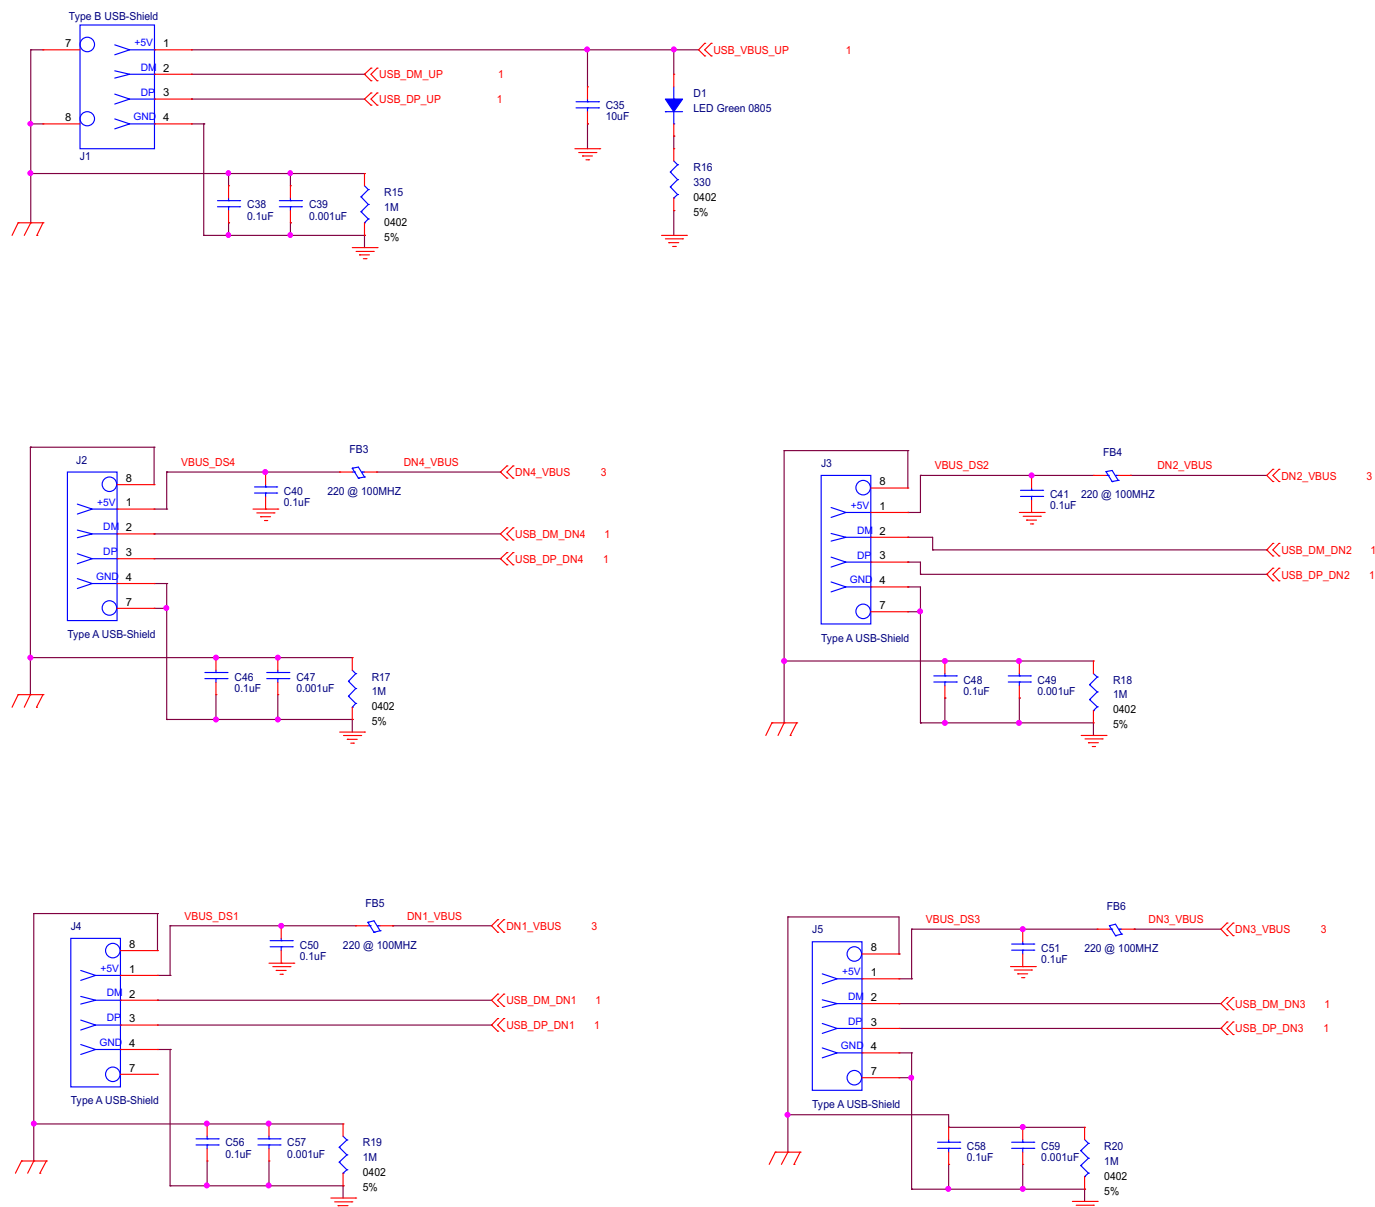 Type B USB-Shield
7
+5V 1
USB_VBUS_UP 1
DM 2
USB_DM_UP 1
DP 3
USB_DP_UP 1
8
GND 4
J1
C35
10uF
D1
LED Green 0805
R16
330
0402
5%
C38
0.1uF
C39
0.001uF
R15
1M
0402
5%
J2
8
VBUS_DS4
FB3
220 @ 100MHZ
DN4_VBUS
DN4_VBUS 3
+5V 1
C40
0.1uF
DM 2
USB_DM_DN4 1
DP 3
USB_DP_DN4 1
GND 4
7
Type A USB-Shield
C46
0.1uF
C47
0.001uF
R17
1M
0402
5%
J3
8
VBUS_DS2
FB4
220 @ 100MHZ
DN2_VBUS
DN2_VBUS 3
+5V 1
C41
0.1uF
DM 2
USB_DM_DN2 1
DP 3
USB_DP_DN2 1
GND 4
7
Type A USB-Shield
C48
0.1uF
C49
0.001uF
R18
1M
0402
5%
J4
8
VBUS_DS1
FB5
220 @ 100MHZ
DN1_VBUS
DN1_VBUS 3
+5V 1
C50
0.1uF
DM 2
USB_DM_DN1 1
DP 3
USB_DP_DN1 1
GND 4
7
Type A USB-Shield
C56
0.1uF
C57
0.001uF
R19
1M
0402
5%
J5
8
VBUS_DS3
FB6
220 @ 100MHZ
DN3_VBUS
DN3_VBUS 3
+5V 1
C51
0.1uF
DM 2
USB_DM_DN3 1
DP 3
USB_DP_DN3 1
GND 4
7
Type A USB-Shield
C58
0.1uF
C59
0.001uF
R20
1M
0402
5%